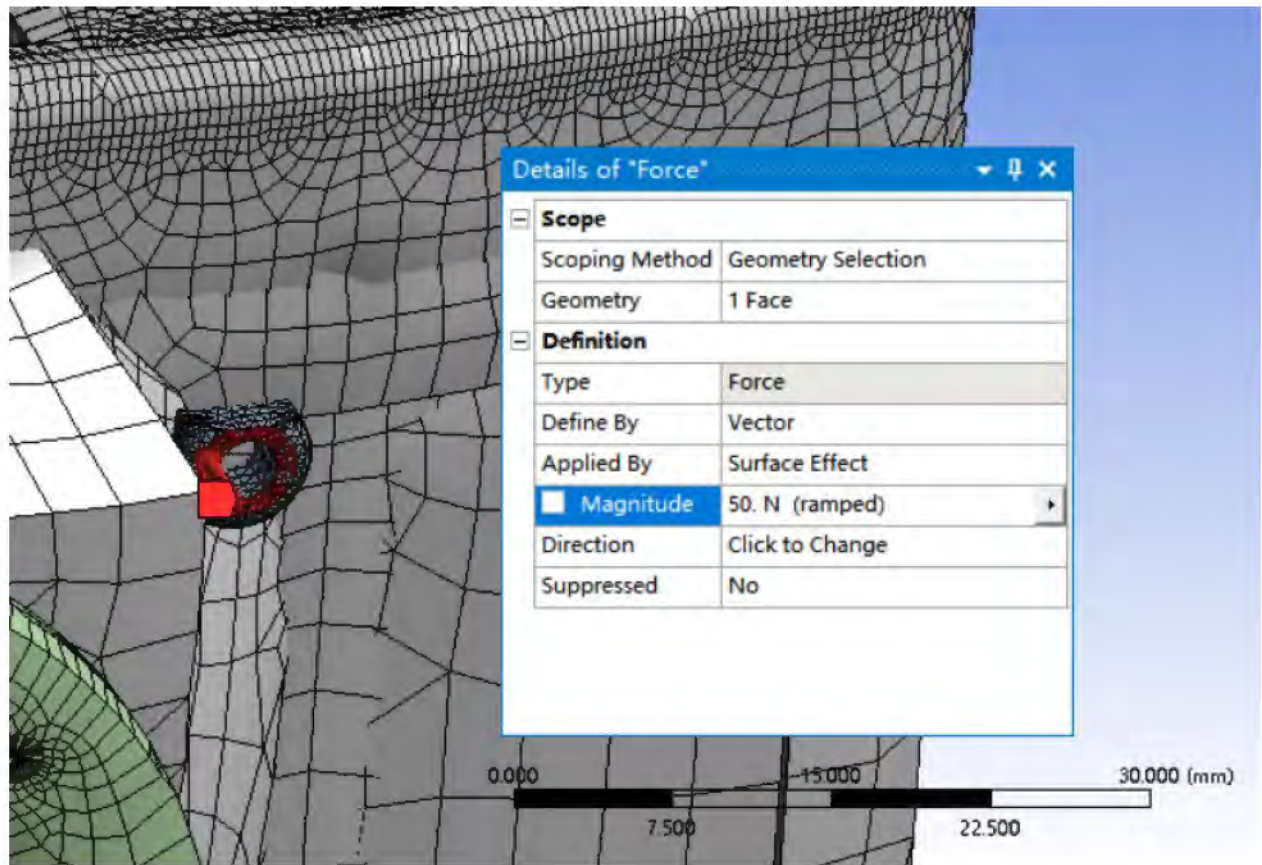 Details of "Force"
Scope
Scoping Method Geometry Selection
Geometry 1 Face
Definition
Type Force
Define By Vector
Applied By Surface Effect
Magnitude 50. N (ramped)
Direction Click to Change
Suppressed No
0.000 15.000 30.000 (mm)
7.500 22.500